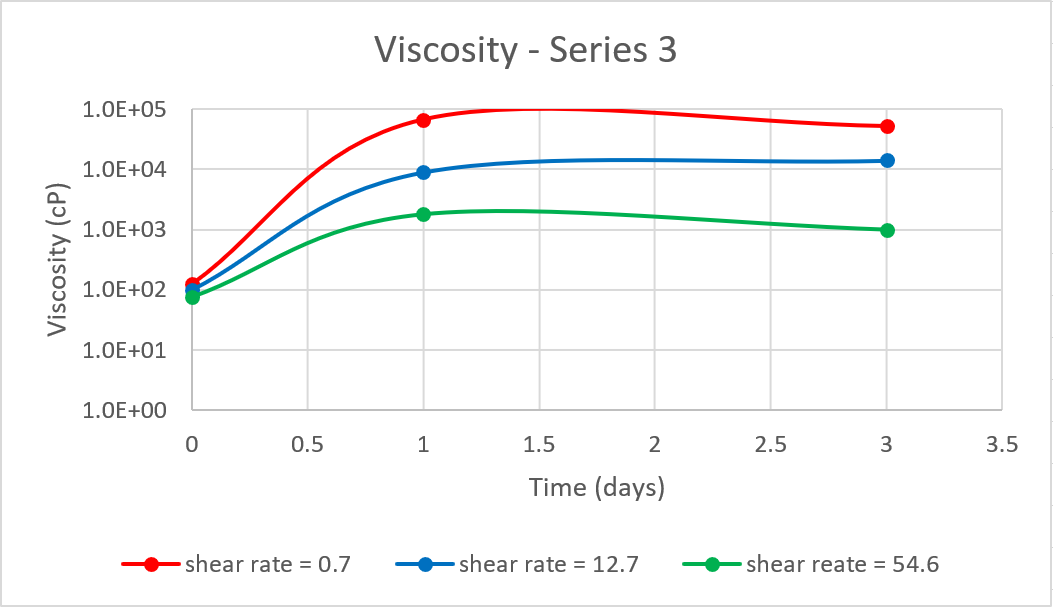 Viscosity - Series 3
1.0E+05
1.0E+04
1.0E+03
1.0E+02
1.0E+01
1.0E+00
Viscosity (cP)
0 0.5 1 1.5 2 2.5 3 3.5
Time (days)
shear rate = 0.7 shear rate = 12.7 shear reate = 54.6